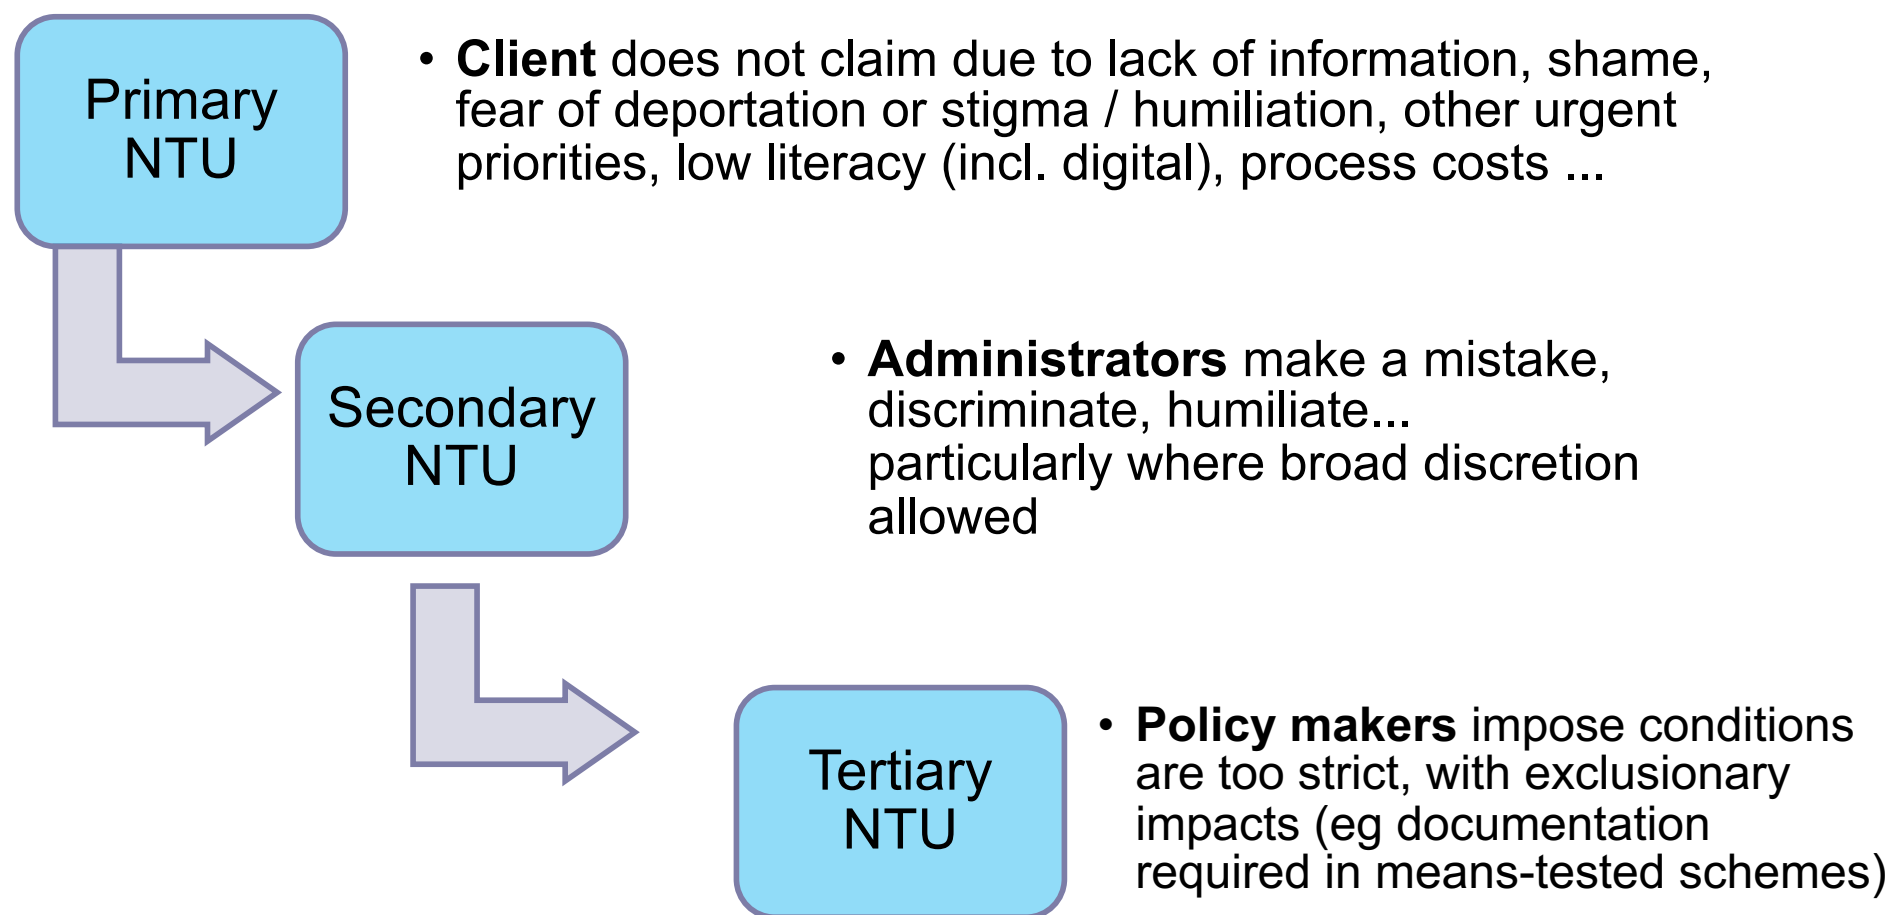 Primary
NTU
• Client does not claim due to lack of information, shame,
fear of deportation or stigma / humiliation, other urgent
priorities, low literacy (incl. digital), process costs ...
Secondary
NTU
• Administrators make a mistake,
discriminate, humiliate...
particularly where broad discretion
allowed
Tertiary
NTU
• Policy makers impose conditions
are too strict, with exclusionary
impacts (eg documentation
required in means-tested schemes)